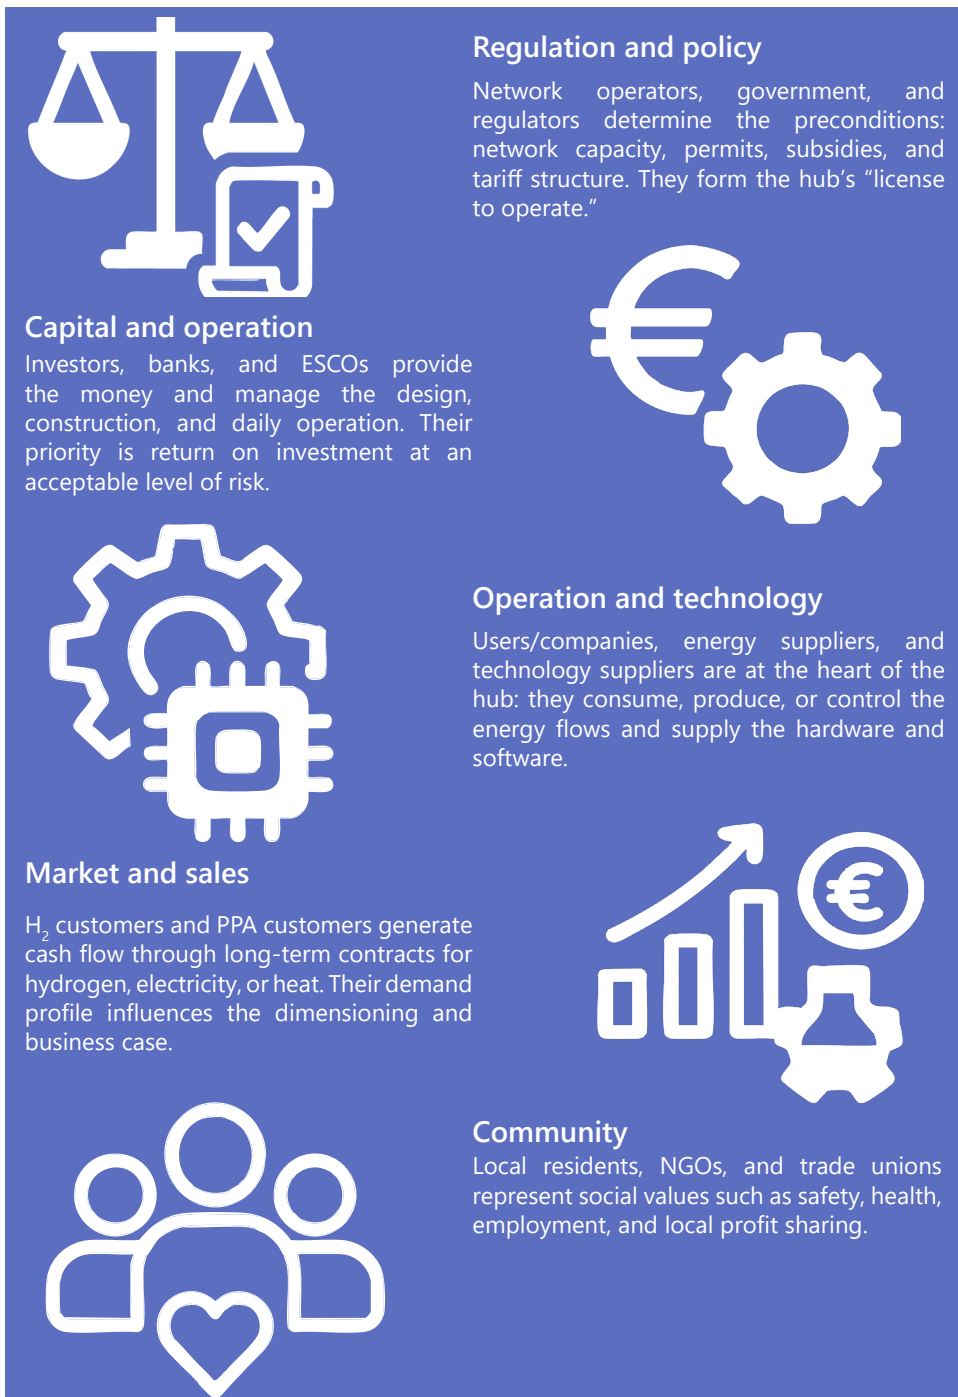 Regulation and policy
Network operators, government, and
regulators determine the preconditions:
network capacity, permits, subsidies, and
tariff structure. They form the hub’s “license
to operate.”
Capital and operation
Investors, banks, and ESCOs provide
the money and manage the design,
construction, and daily operation. Their
priority is return on investment at an
acceptable level of risk.
Operation and technology
Users/companies, energy suppliers, and
technology suppliers are at the heart of the
hub: they consume, produce, or control the
energy flows and supply the hardware and
software.
Market and sales
H₂ customers and PPA customers generate
cash flow through long-term contracts for
hydrogen, electricity, or heat. Their demand
profile influences the dimensioning and
business case.
Community
Local residents, NGOs, and trade unions
represent social values such as safety, health,
employment, and local profit sharing.